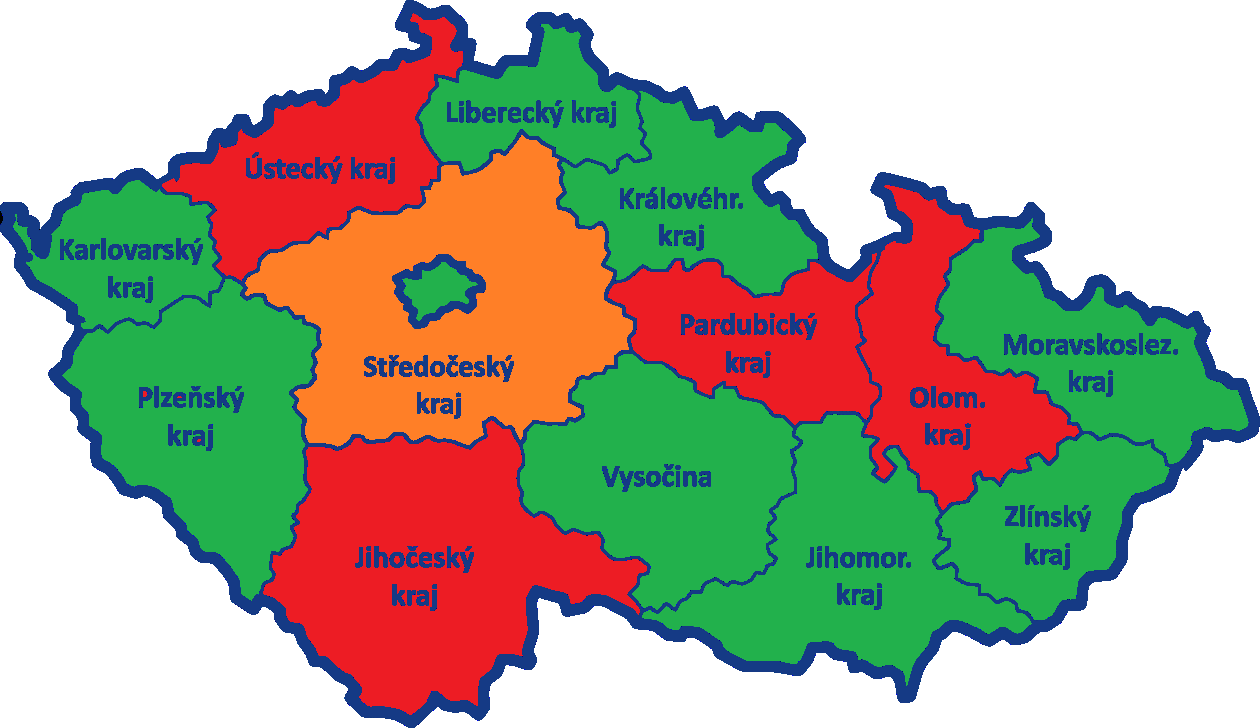 Liberecký kraj
Ústecký kraj
Královéhr.
kraj
Karlovarský
kraj
Pardubický
kraj
Moravskoslez.
kraj
Středočeský
kraj
Plzeňský
kraj
Olom.
kraj
Vysočina
Zlínský
kraj
Jihočeský
kraj
Jihomor.
kraj